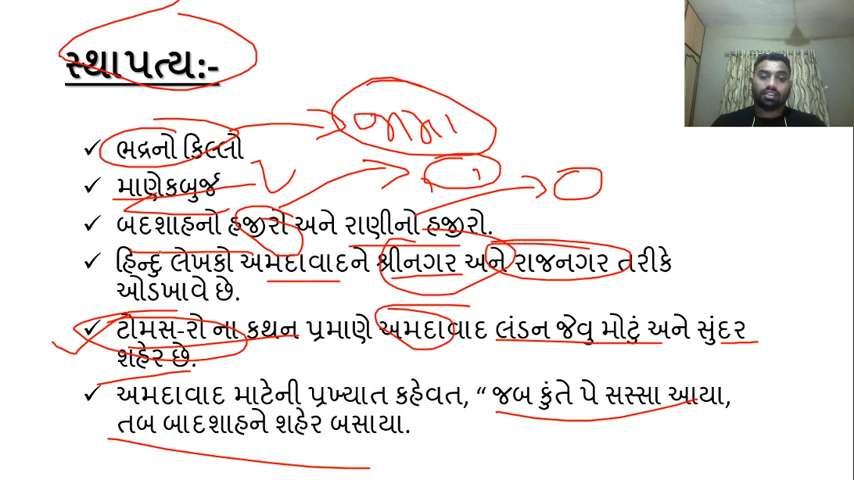 સ્થાપત્ય:-
જામા
✓ ભદ્રનો કિલ્લો
✓ માણેકબુર્જ
✓ બદશાહનો હજીરો અને રાણીનો હજીરો.
✓ હિન્દુ લેખકો અમદાવાદને શ્રીનગર અને રાજનગર તરીકે
ઓડખાવે છે.
✓ ટોમસ-રો ના કથન પ્રમાણે અમદાવાદ લંડન જેવુ મોટું અને સુંદર
શહેર છે.
✓ અમદાવાદ માટેની પ્રખ્યાત કહેવત, “ જબ કુંતે પે સસ્સા આયા,
તબ બાદશાહને શહેર બસાયા.